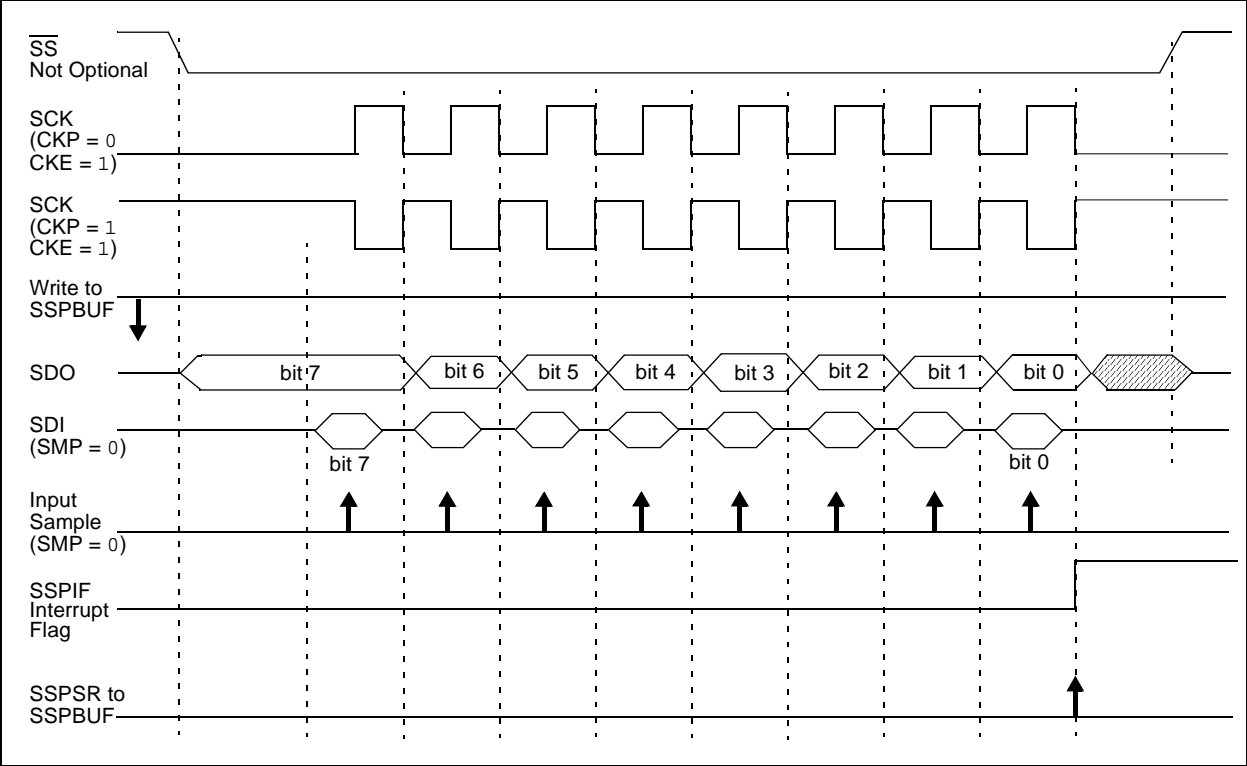 SS
Not Optional
SCK
(CKP = 0
CKE = 1)
SCK
(CKP = 1
CKE = 1)
Write to
SSPBUF
SDO
bit 7
bit 6
bit 5
bit 4
bit 3
bit 2
bit 1
bit 0
SDI
(SMP = 0)
bit 7
bit 0
Input
Sample
(SMP = 0)
SSPIF
Interrupt
Flag
SSPSR to
SSPBUF